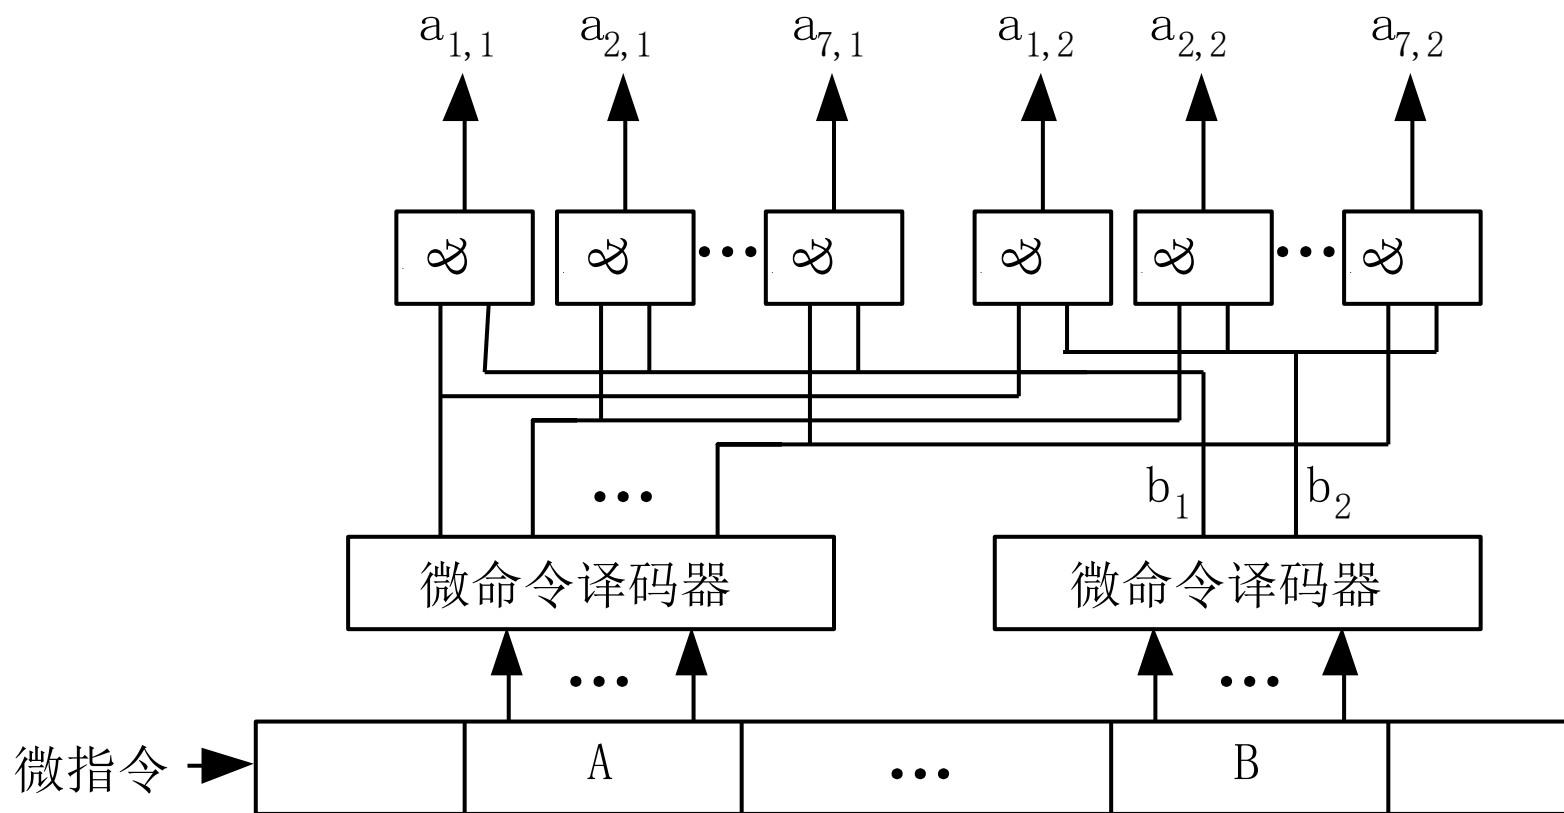 a1,1 a2,1 a7,1 a1,2 a2,2 a7,2
& & ••• & & & ••• &
••• b1 b2
微命令译码器 微命令译码器
••• •••
微指令 A ••• B